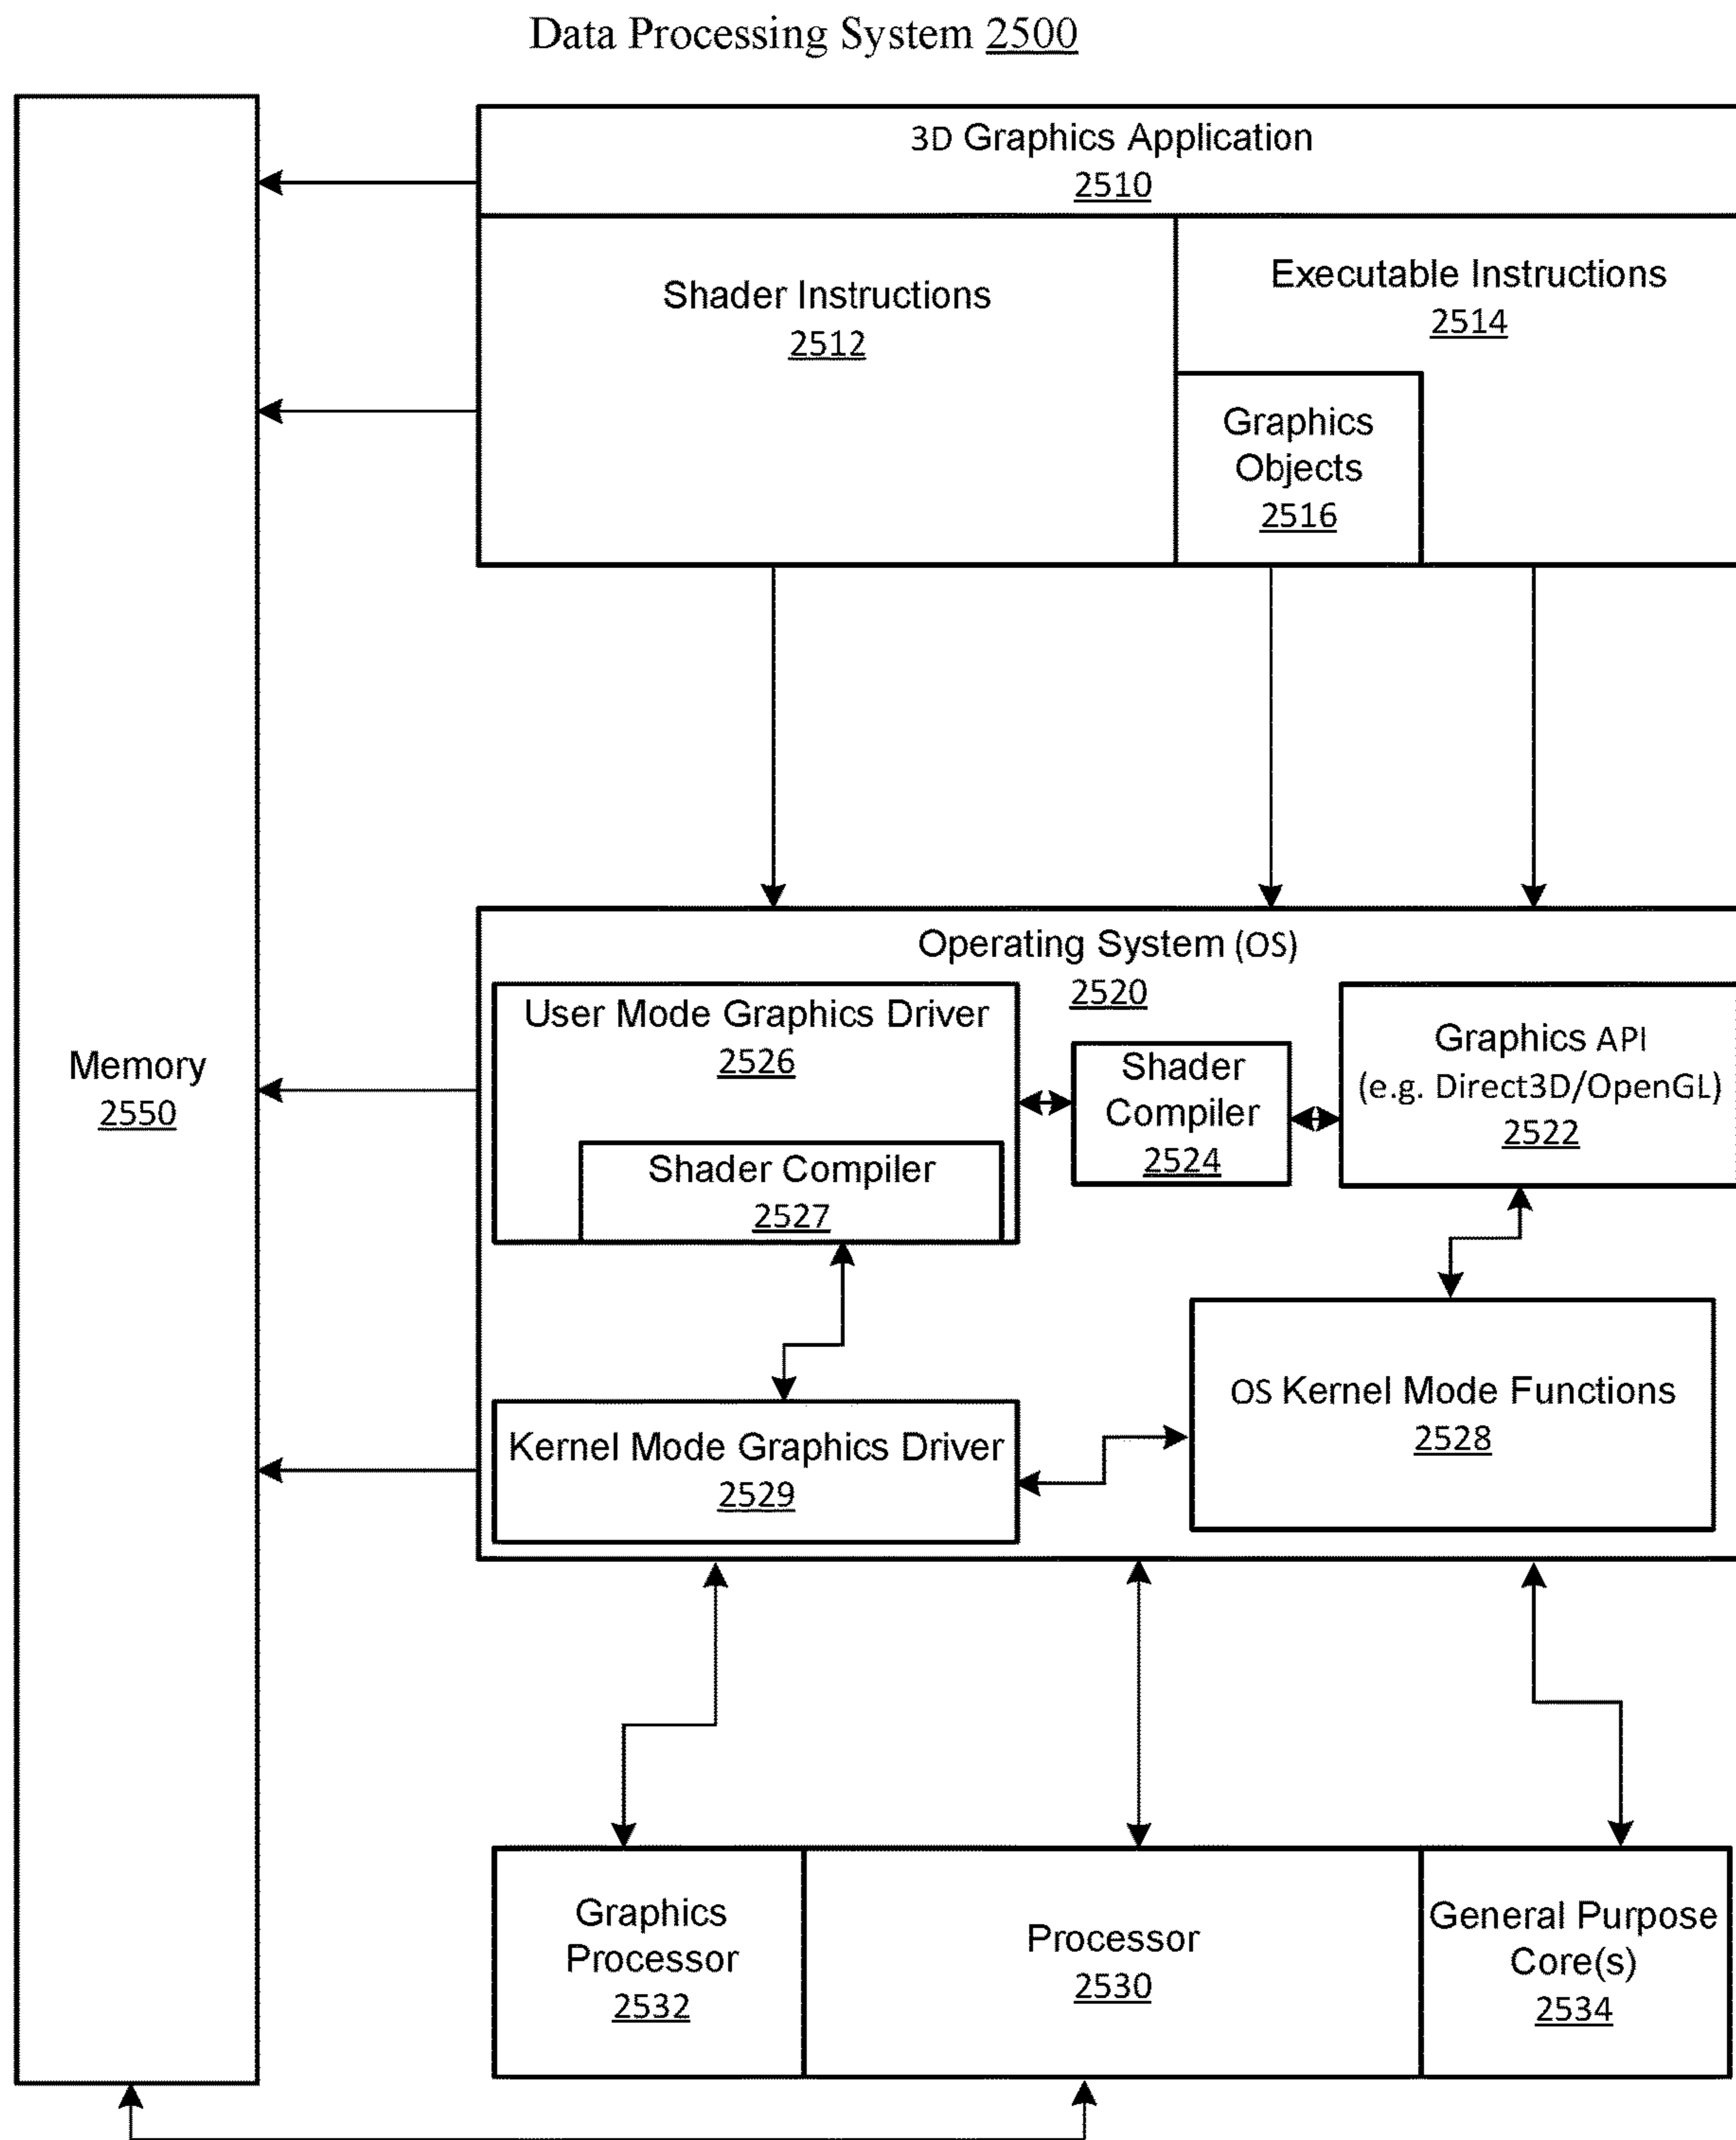 Data Processing System 2500
3D Graphics Application
2510
Shader Instructions
2512
Executable Instructions
2514
Graphics
Objects
2516
Memory
2550
Operating System (OS)
2520
User Mode Graphics Driver
2526
Shader Compiler
2527
Shader
Compiler
2524
Graphics API
(e.g. Direct3D/OpenGL)
2522
Kernel Mode Graphics Driver
2529
OS Kernel Mode Functions
2528
Graphics
Processor
2532
Processor
2530
General Purpose
Core(s)
2534